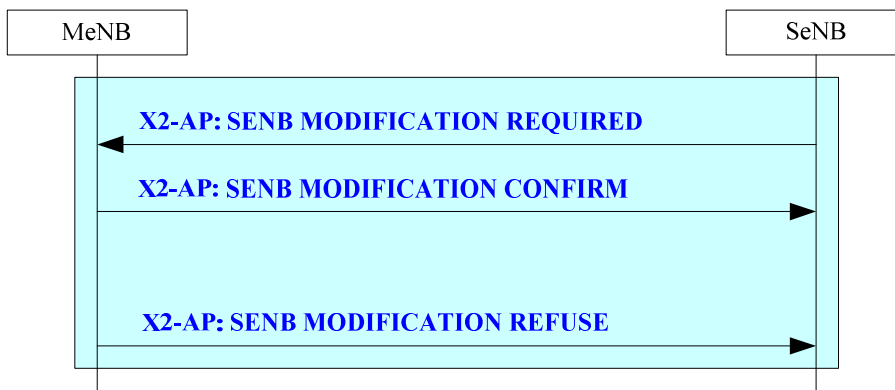 MeNB
SeNB
X2-AP: SENB MODIFICATION REQUIRED
X2-AP: SENB MODIFICATION CONFIRM
X2-AP: SENB MODIFICATION REFUSE